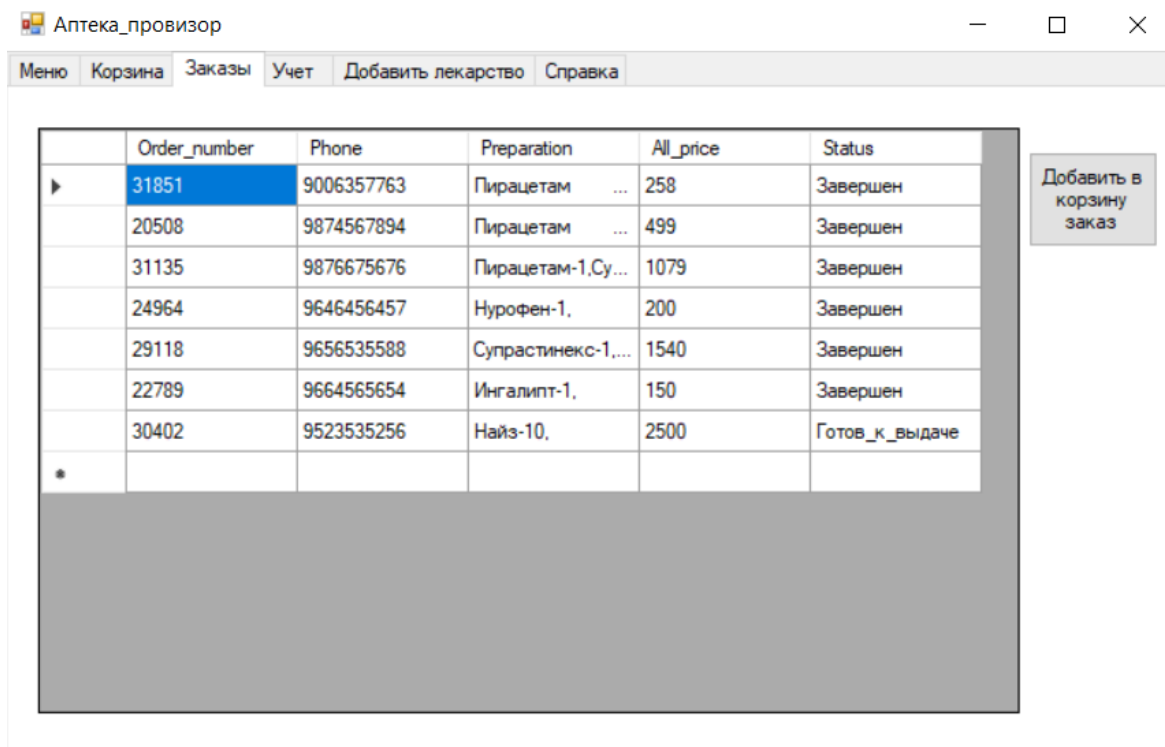 Аптека_провизор
Меню Корзина Заказы Учет Добавить лекарство Справка
Order_number Phone Preparation All_price Status
31851 9006357763 Пирацетам ... 258 Завершен
20508 9874567894 Пирацетам ... 499 Завершен
31135 9876675676 Пирацетам-1,Су... 1079 Завершен
24964 9646456457 Нурофен-1, 200 Завершен
29118 9656535588 Супрастинекс-1,... 1540 Завершен
22789 9664565654 Ингалипт-1, 150 Завершен
30402 9523535256 Найз-10, 2500 Готов_к_выдаче
Добавить в
корзину
заказ